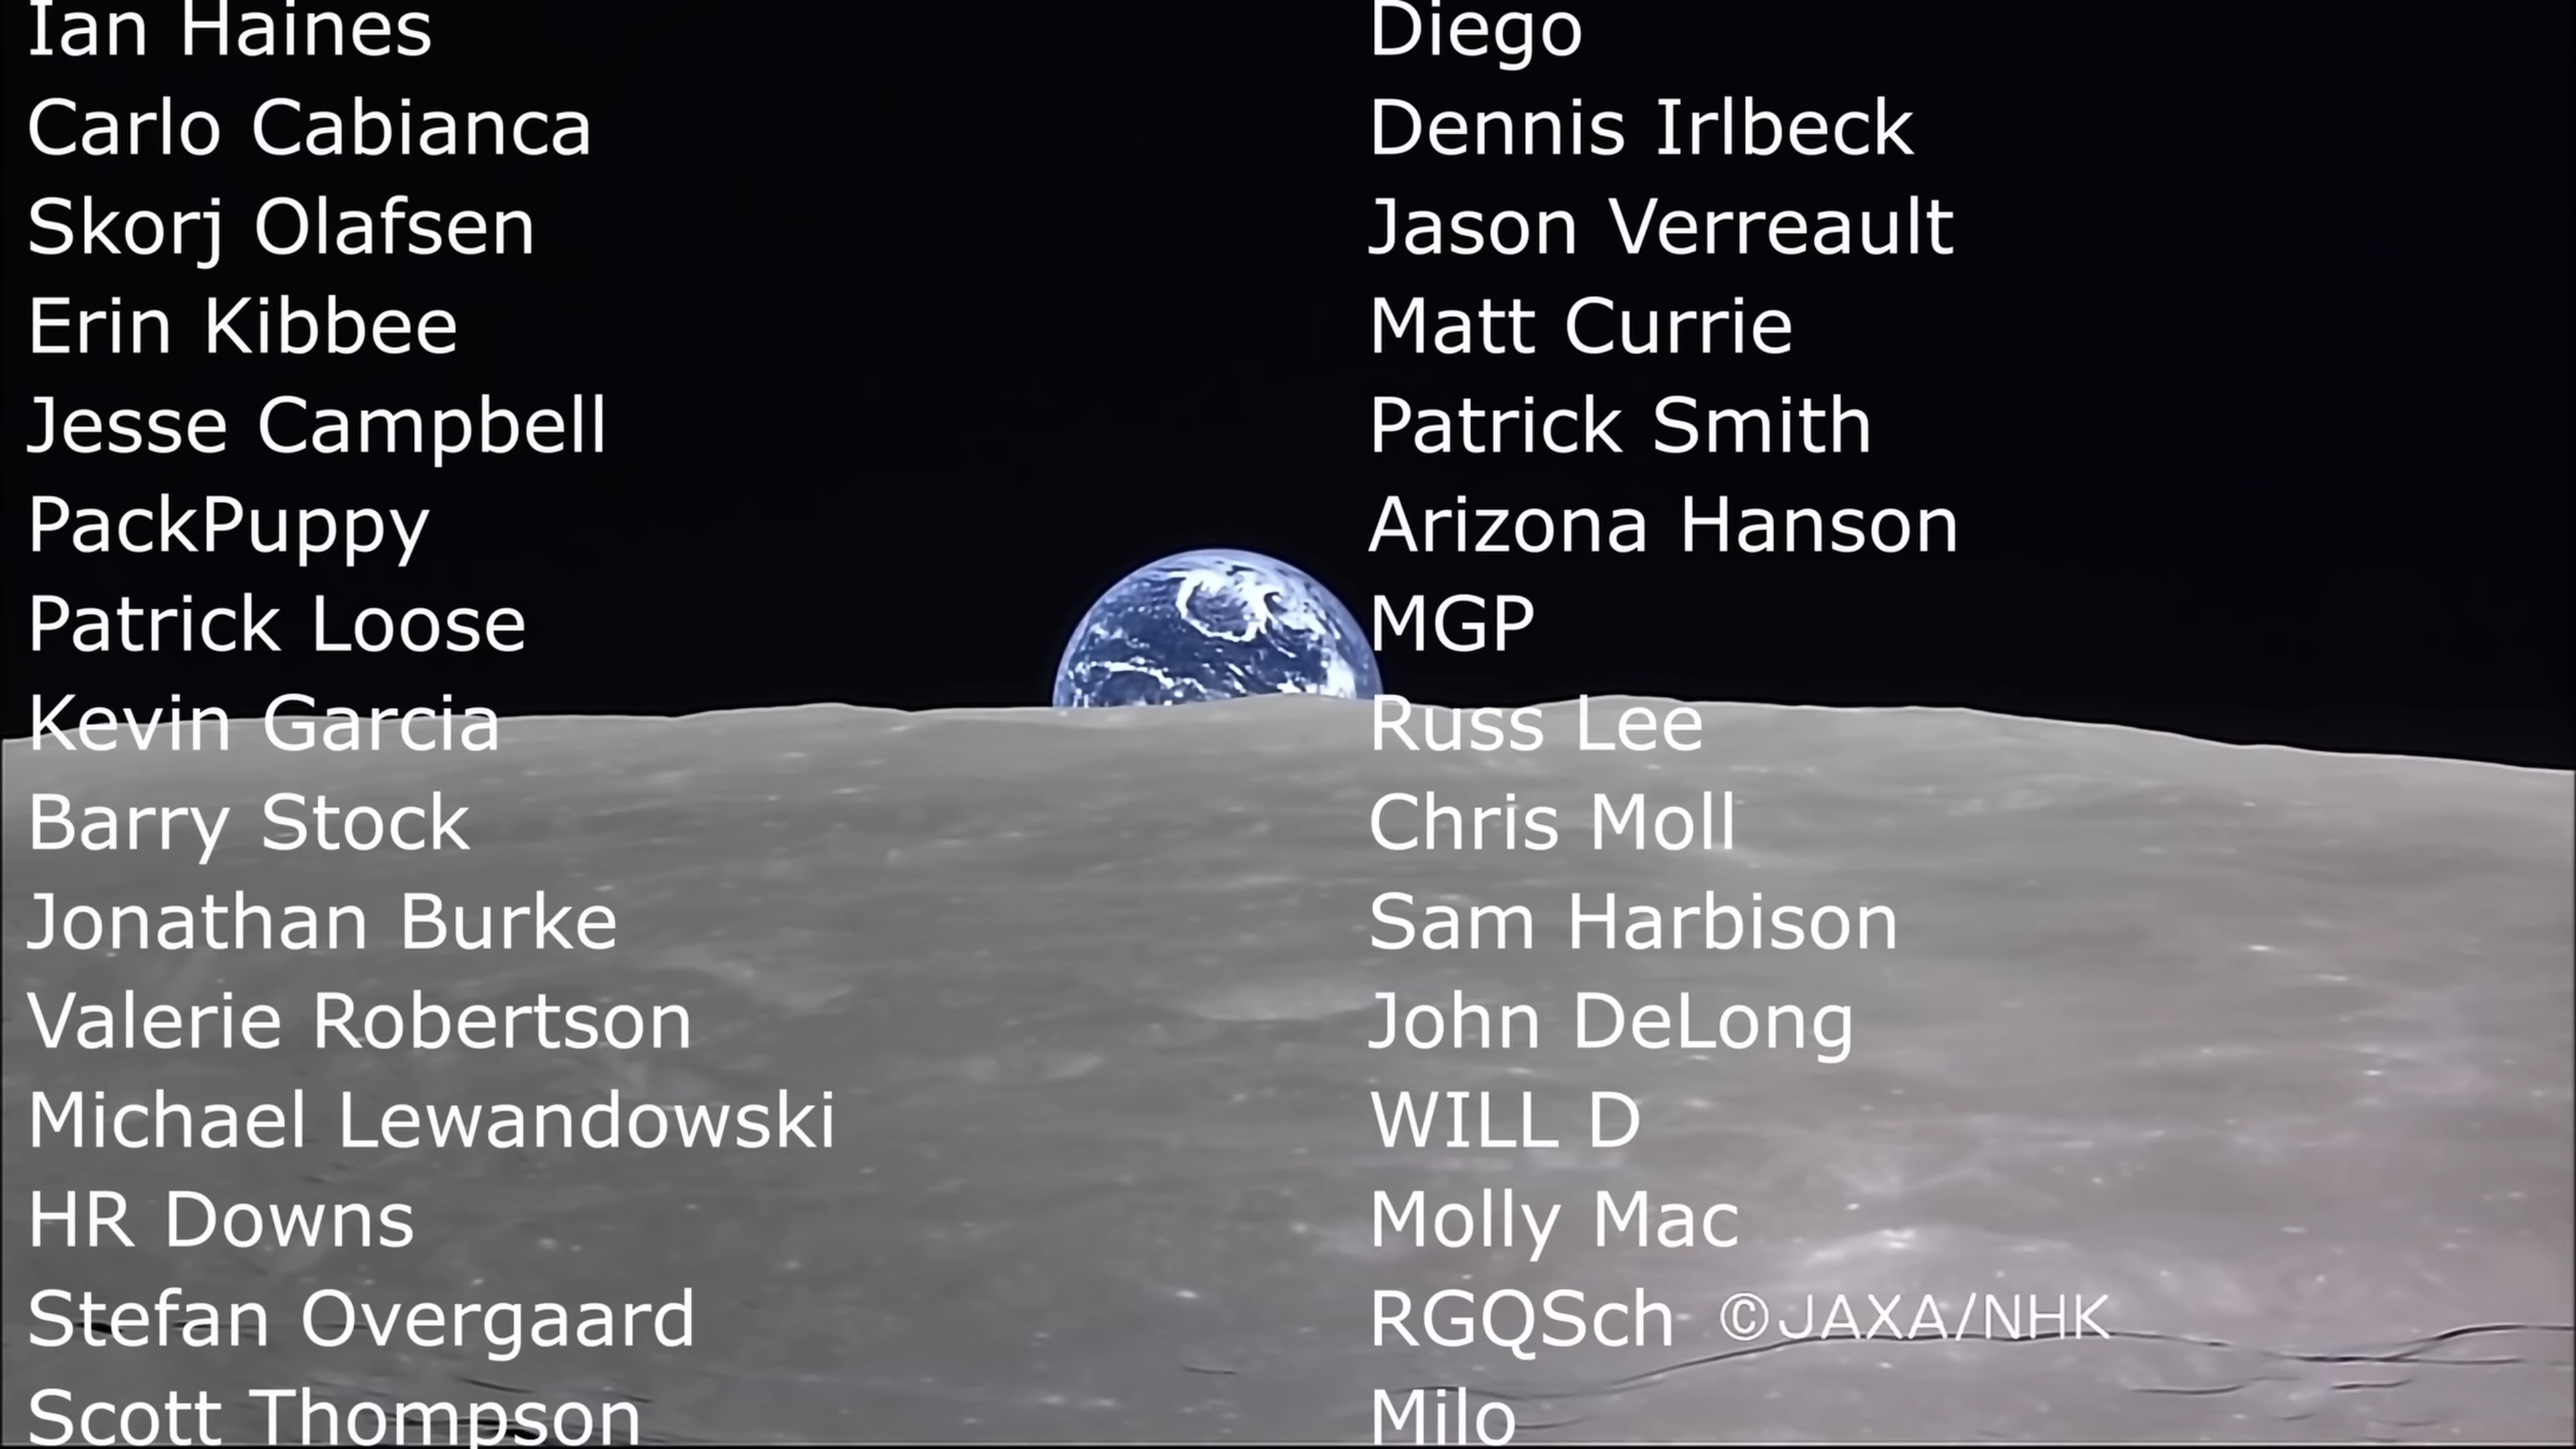 Ian Haines
Carlo Cabianca
Skorj Olafsen
Erin Kibbee
Jesse Campbell
PackPuppy
Patrick Loose
Kevin Garcia
Barry Stock
Jonathan Burke
Valerie Robertson
Michael Lewandowski
HR Downs
Stefan Overgaard
Scott Thompson
Diego
Dennis Irlbeck
Jason Verreault
Matt Currie
Patrick Smith
Arizona Hanson
MGP
Russ Lee
Chris Moll
Sam Harbison
John DeLong
WILL D
Molly Mac
RGQSch
Milo
©JAXA/NHK